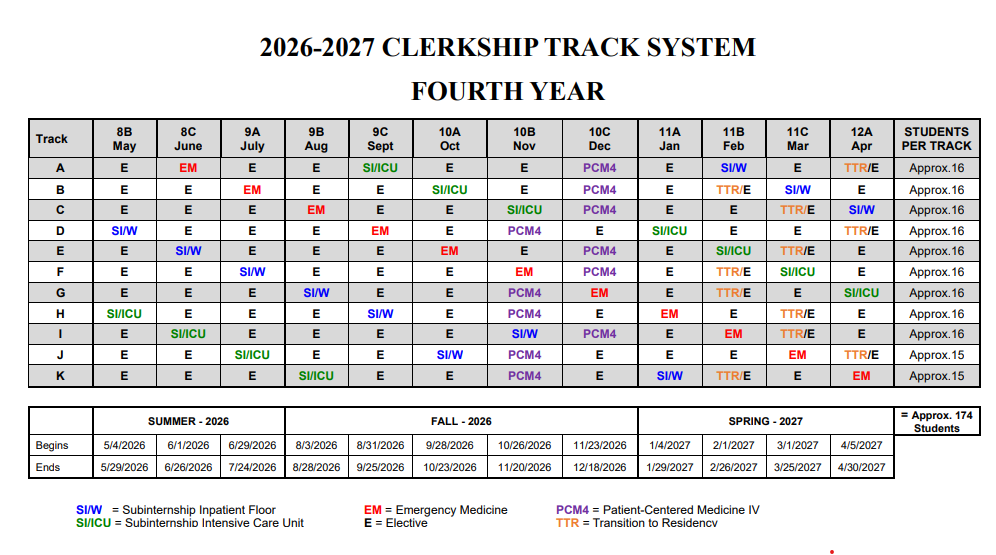 2026-2027 CLERKSHIP TRACK SYSTEM
FOURTH YEAR
Track 8B May 8C June 9A July 9B Aug 9C Sept 10A Oct 10B Nov 10C Dec 11A Jan 11B Feb 11C Mar 12A Apr STUDENTS PER TRACK
A E EM E E SI/ICU E E PCM4 E SI/W E TTR/E Approx.16
B E E EM E E SI/ICU E PCM4 E TTR/E SI/W E Approx.16
C E E E EM E E SI/ICU PCM4 E E TTR/E SI/W Approx.16
D SI/W E E E EM E PCM4 E SI/ICU E E TTR/E Approx.16
E E SI/W E E E EM E PCM4 E SI/ICU TTR/E E Approx.16
F E E SI/W E E E EM PCM4 E TTR/E SI/ICU E Approx.16
G E E E SI/W E E PCM4 EM E TTR/E E SI/ICU Approx.16
H SI/ICU E E E SI/W E PCM4 E EM E TTR/E E Approx.16
I E SI/ICU E E E E SI/W PCM4 E EM TTR/E E Approx.16
J E E SI/ICU E E SI/W PCM4 E E E EM TTR/E Approx.15
K E E E SI/ICU E E PCM4 E SI/W TTR/E E EM Approx.15
SUMMER - 2026 FALL - 2026 SPRING - 2027 = Approx. 174 Students
Begins 5/4/2026 6/1/2026 6/29/2026 8/3/2026 8/31/2026 9/28/2026 10/26/2026 11/23/2026 1/4/2027 2/1/2027 3/1/2027 4/5/2027
Ends 5/29/2026 6/26/2026 7/24/2026 8/28/2026 9/25/2026 10/23/2026 11/20/2026 12/18/2026 1/29/2027 2/26/2027 3/25/2027 4/30/2027
SI/W = Subinternship Inpatient Floor EM = Emergency Medicine PCM4 = Patient-Centered Medicine IV
SI/ICU = Subinternship Intensive Care Unit E = Elective TTR = Transition to Residency